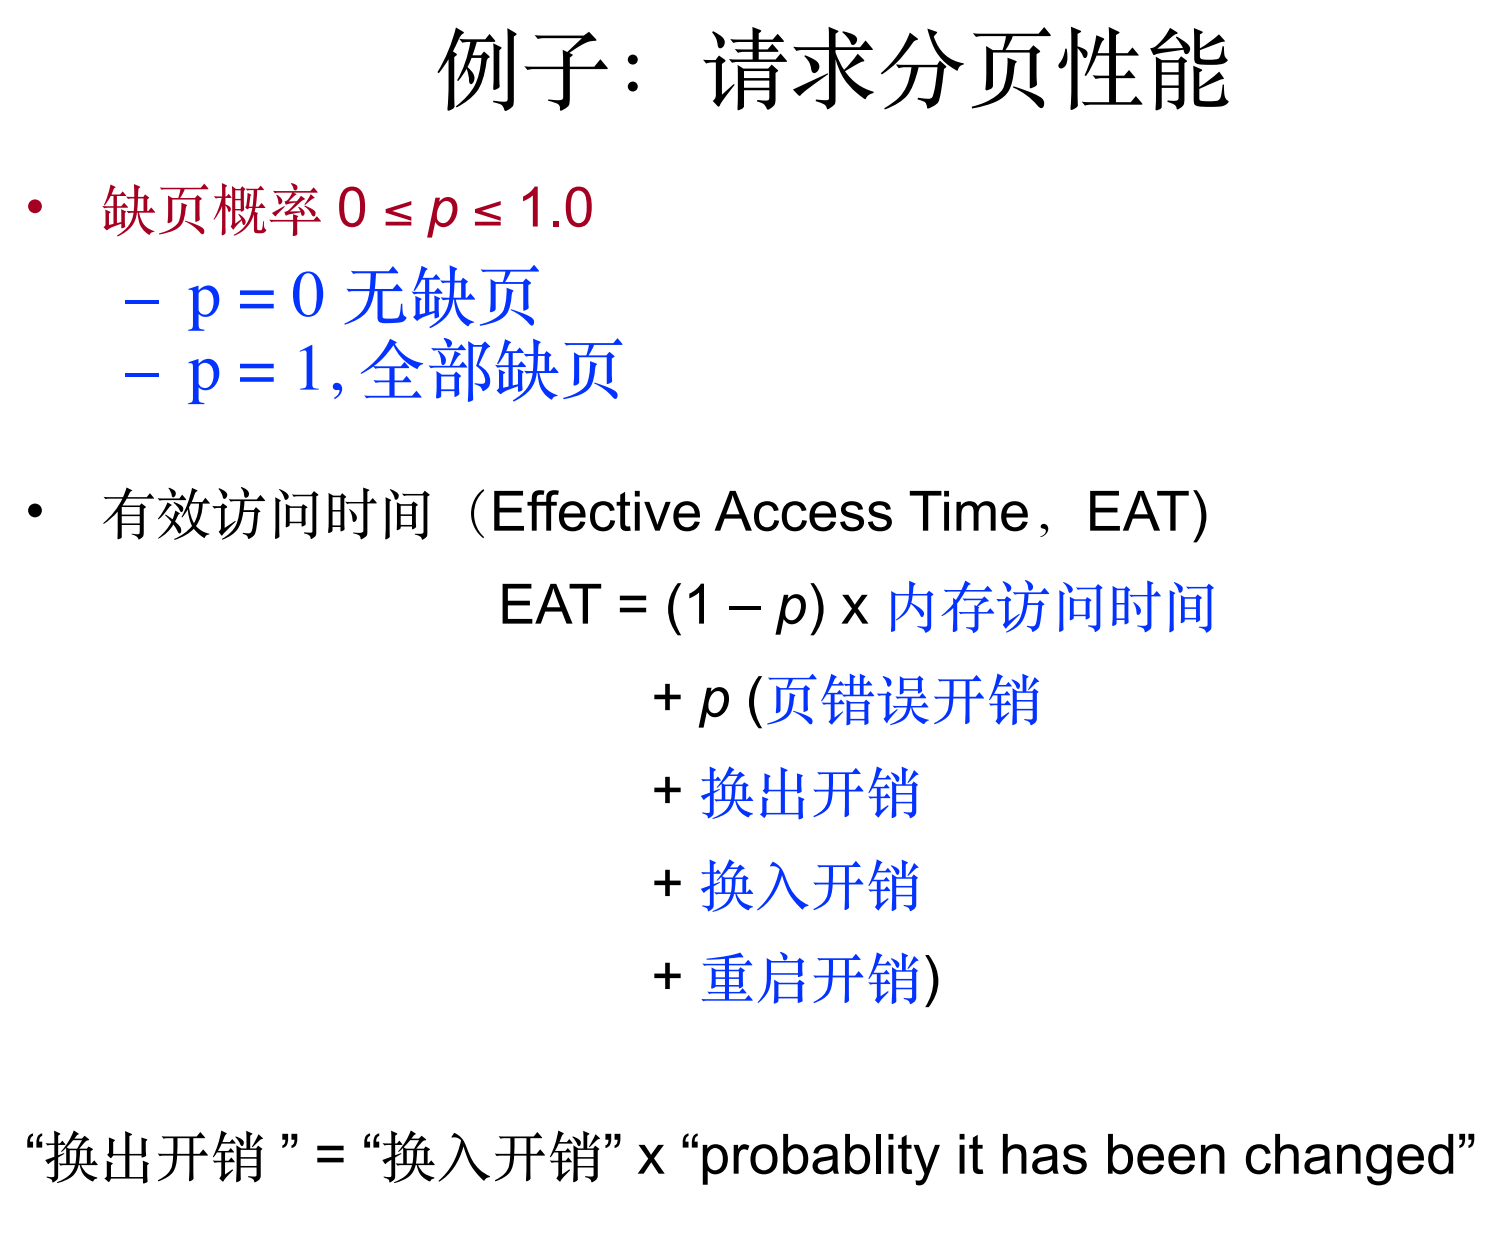 例子：请求分页性能
• 缺页概率 0 ≤ p ≤ 1.0
– p = 0 无缺页
– p = 1, 全部缺页
• 有效访问时间（Effective Access Time，EAT)
EAT = (1 – p) x 内存访问时间
+ p (页错误开销
+ 换出开销
+ 换入开销
+ 重启开销)
“换出开销 ” = “换入开销” x “probablity it has been changed”